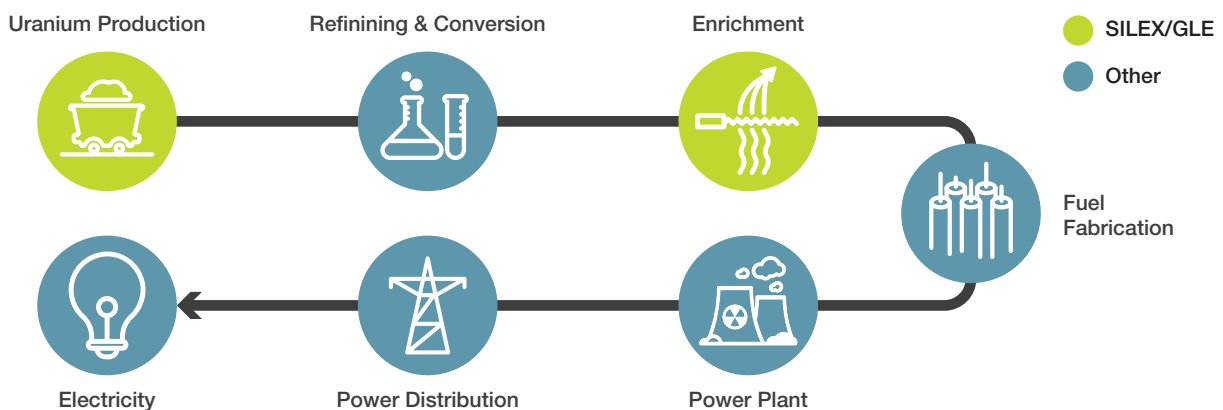 Uranium Production
Refinining & Conversion
Enrichment
SILEX/GLE
Other
Fuel
Fabrication
Electricity
Power Distribution
Power Plant